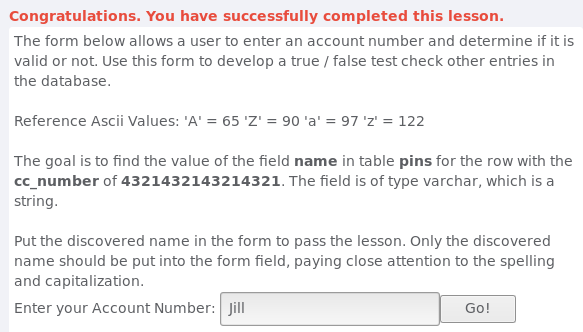 Congratulations. You have successfully completed this lesson.
The form below allows a user to enter an account number and determine if it is
valid or not. Use this form to develop a true / false test check other entries in
the database.
Reference Ascii Values: 'A' = 65 'Z' = 90 'a' = 97 'z' = 122
The goal is to find the value of the field name in table pins for the row with the
cc_number of 4321432143214321. The field is of type varchar, which is a
string.
Put the discovered name in the form to pass the lesson. Only the discovered
name should be put into the form field, paying close attention to the spelling
and capitalization.
Enter your Account Number: Jill Go!